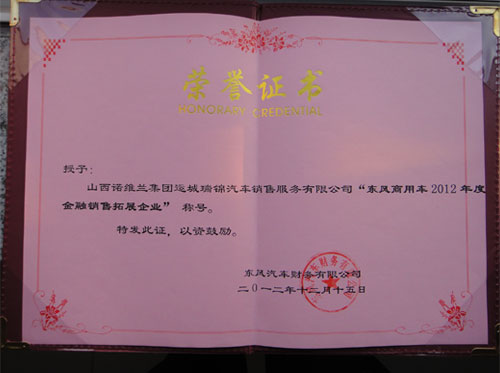 荣誉证书
HONORARY CREDENTIAL
授予:
山西诺维兰集团运城瑞锦汽车销售服务有限公司“东风商用车2012年度
金融销售拓展企业” 称号。
特发此证，以资鼓励。
东风汽车财务有限公司
二0一二年十二月十五日